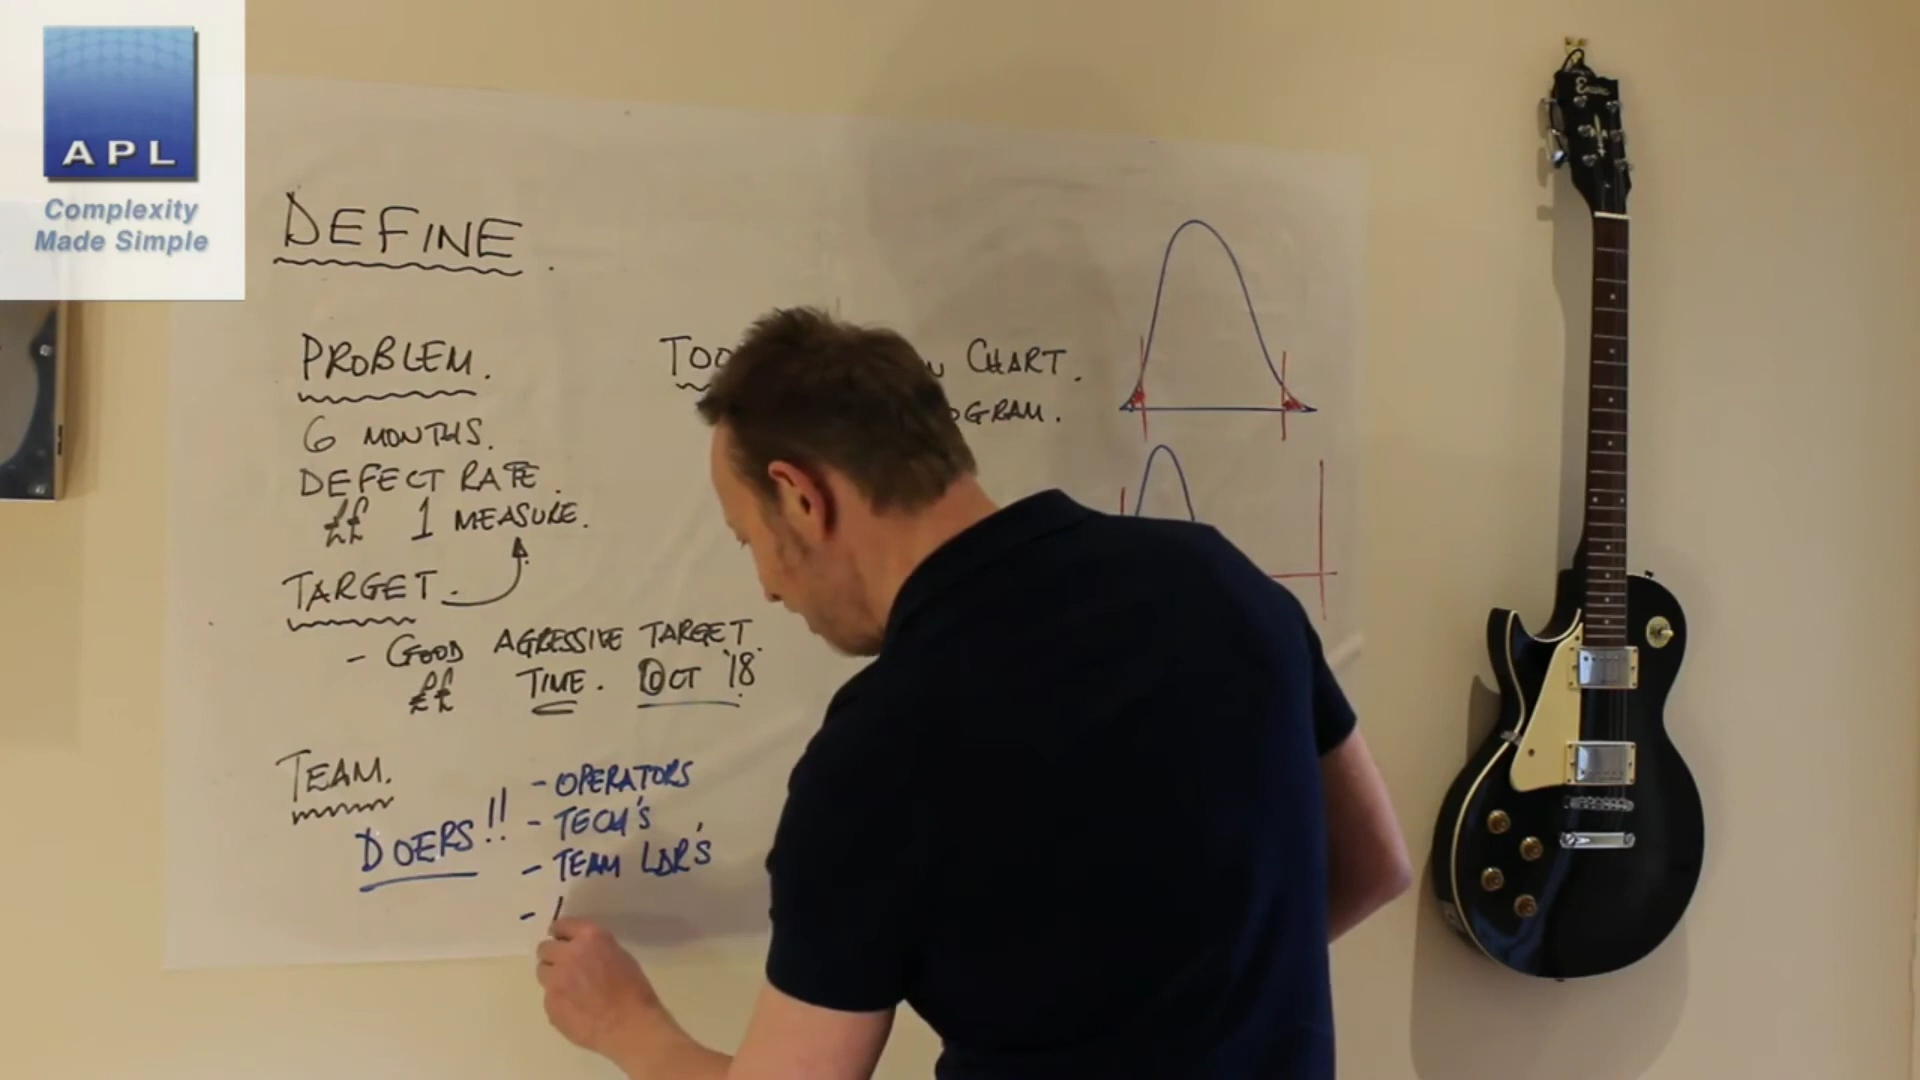 APL
Complexity
Made Simple
DEFINE.
PROBLEM.
6 MONTHS.
DEFECT RATE.
££ 1 MEASURE.
TARGET.
- GOOD AGRESSIVE TARGET.
££ TIME. OCT '18
TEAM.
DOERS!!
- OPERATORS
- TECH'S
- TEAM LDR'S
-
CHART.
OGRAM.